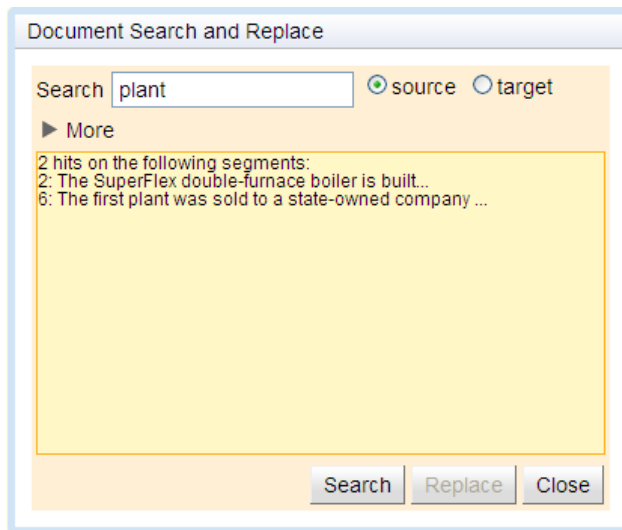 Document Search and Replace
Search plant source target
More
2 hits on the following segments:
2: The SuperFlex double-furnace boiler is built...
6: The first plant was sold to a state-owned company ...
Search Replace Close